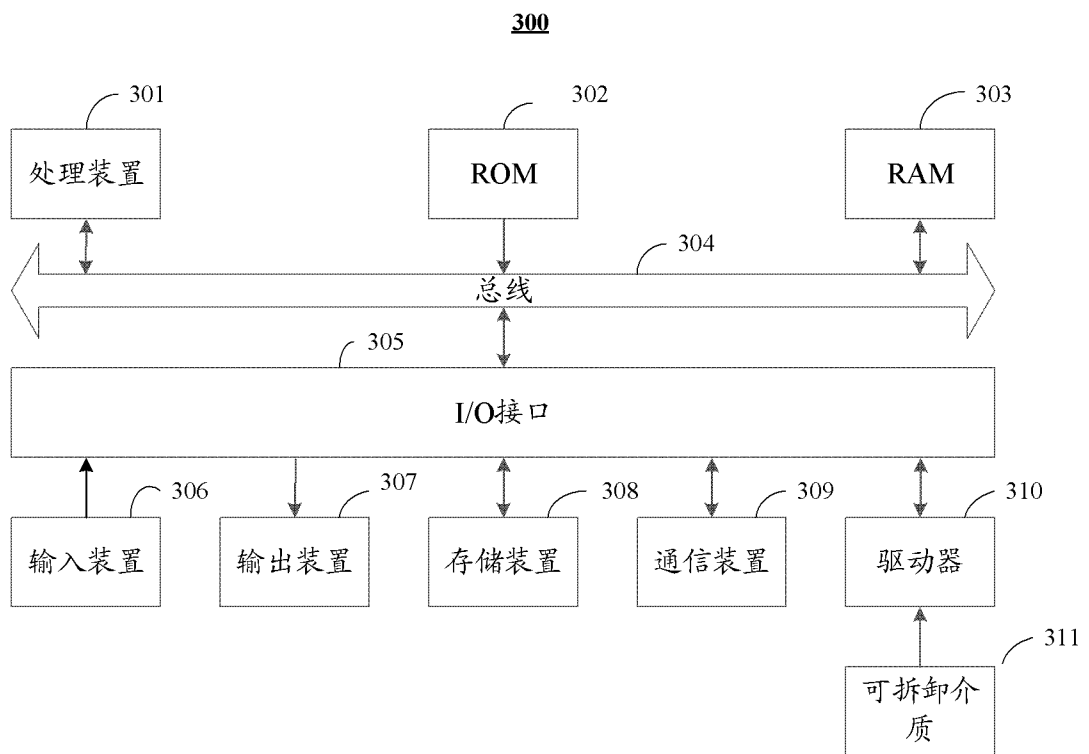 300
301
302
303
处理装置
ROM
RAM
304
总线
305
I/O接口
306
307
308
309
310
输入装置
输出装置
存储装置
通信装置
驱动器
311
可拆卸介
质